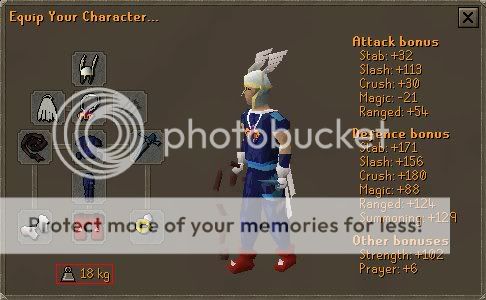 Equip Your Character...
Attack bonus
Stab: +32
Slash: +113
Crush: +30
Magic: -21
Ranged: +54
photobucket
Defence bonus
Stab: +171
Slash: +156
Crush: +180
Magic: +88
Ranged: +124
Summoning: +129
Protect more of your memories for less!
Other bonuses
Strength: +102
Prayer: +6
18 kg